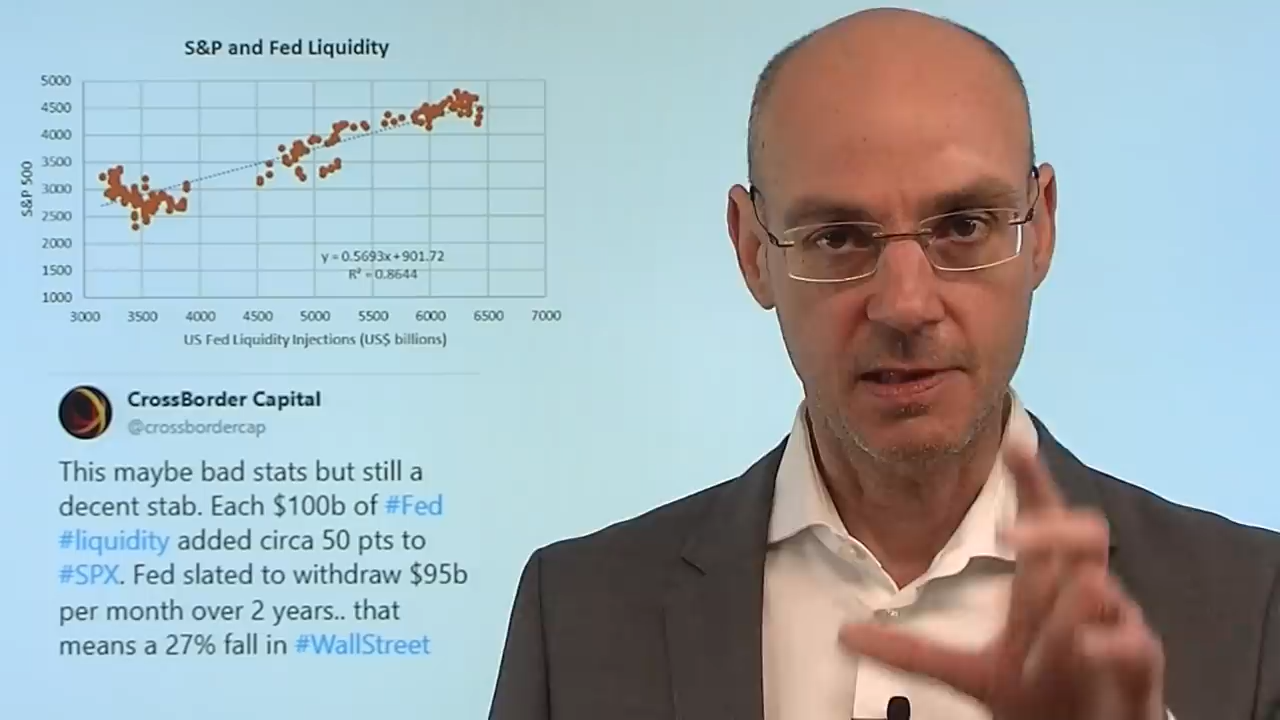 S&P and Fed Liquidity
5000
4500
4000
3500
3000
2500
2000
1500
1000
S&P 500
y = 0.5693x+901.72
R² = 0.8644
3000 3500 4000 4500 5000 5500 6000 6500 7000
US Fed Liquidity Injections (US$ billions)
CrossBorder Capital
@crossbordercap
This maybe bad stats but still a
decent stab. Each $100b of #Fed
#liquidity added circa 50 pts to
#SPX. Fed slated to withdraw $95b
per month over 2 years.. that
means a 27% fall in #WallStreet